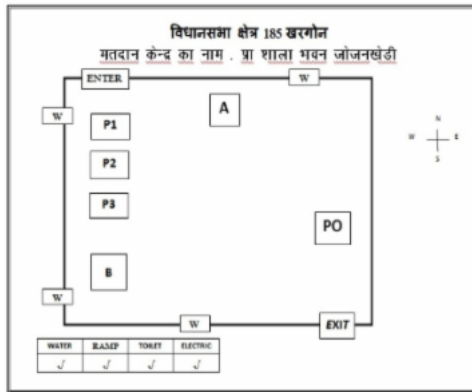 विधानसभा क्षेत्र 185 खरगोन
मतदान केन्द्र का नाम . प्रा शाला भवन जोजनखेडी
ENTER
W
A
W
P1
N
W E
S
P2
P3
PO
B
W
W
EXIT
WATER RAMP TOILET ELECTRIC
√ √ √ √